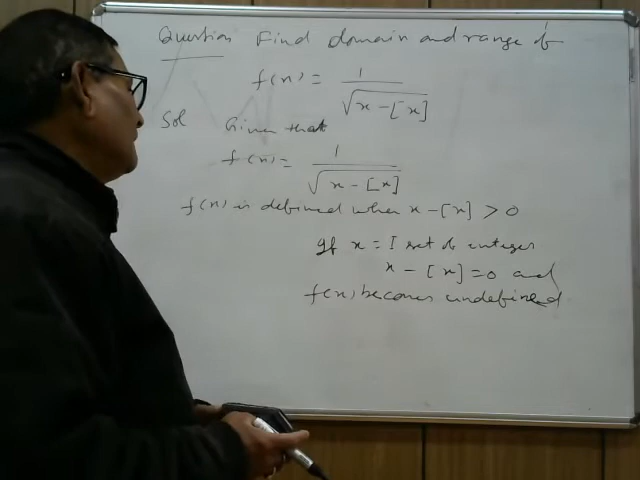 Question Find domain and range of
f(x) = 1/√(x - [x])
Sol Given that
f(x) = 1/√(x - [x])
f(x) is defined when x - [x] > 0
If x = I set of integer
x - [x] = 0 and
f(x) becomes undefined